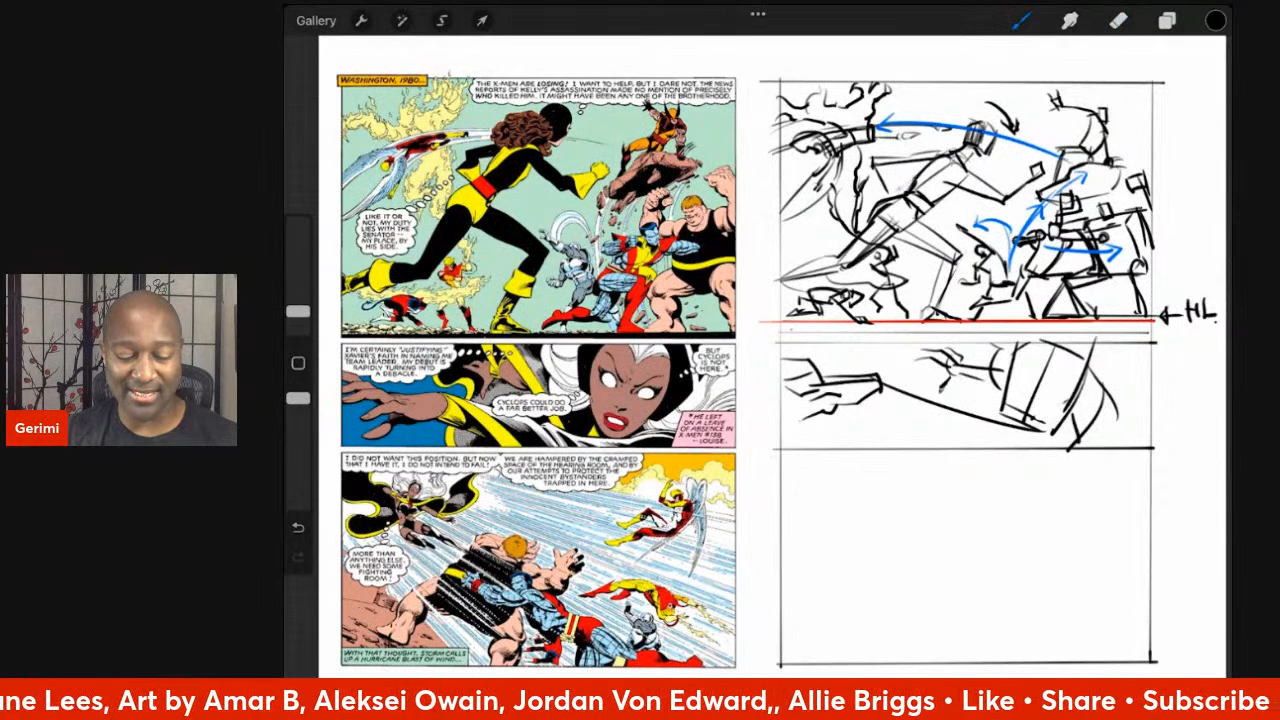 Gallery
WASHINGTON, 1980...
THE X-MEN ARE LOSING! I WANT TO HELP, BUT I DARE NOT. THE NEWS
REPORTS OF KELLY'S ASSASSINATION MADE NO MENTION OF PRECISELY
WHO KILLED HIM. IT MIGHT HAVE BEEN ANY ONE OF THE BROTHERHOOD.
LIKE IT OR
NOT, MY DUTY
LIES WITH THE
SENATOR --
MY PLACE, BY
HIS SIDE.
HL
I'M CERTAINLY "JUSTIFYING"
XAVIER'S FAITH IN NAMING ME
TEAM LEADER. MY DEBUT IS
RAPIDLY TURNING INTO
A DEBACLE.
BUT
CYCLOPS
IS NOT
HERE.*
CYCLOPS COULD DO
A FAR BETTER JOB.
*HE LEFT
ON A LEAVE
OF ABSENCE IN
X-MEN #138
--LOUISE.
I DID NOT WANT THIS POSITION. BUT NOW
THAT I HAVE IT, I DO NOT INTEND TO FAIL!
WE ARE HAMPERED BY THE CRAMPED
SPACE OF THE HEARING ROOM, AND BY
OUR ATTEMPTS TO PROTECT THE
INNOCENT BYSTANDERS
TRAPPED IN HERE.
MORE THAN
ANYTHING ELSE,
WE NEED SOME
FIGHTING
ROOM!
WITH THAT THOUGHT, STORM CALLS
UP A HURRICANE BLAST OF WIND...
Gerimi
ne Lees, Art by Amar B, Aleksei Owain, Jordan Von Edward,, Allie Briggs • Like • Share • Subscribe